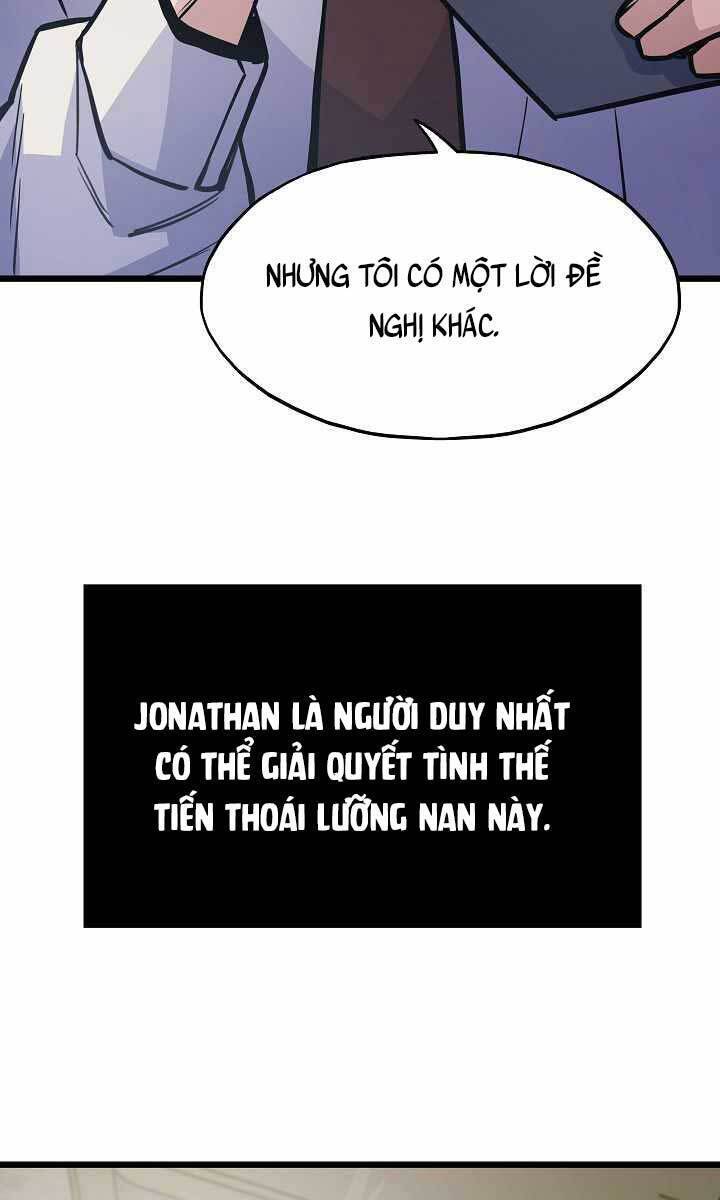 NHƯNG TÔI CÓ MỘT LỜI ĐỀ
NGHỊ KHÁC.
JONATHAN LÀ NGƯỜI DUY NHẤT
CÓ THỂ GIẢI QUYẾT TÌNH THẾ
TIẾN THOÁI LƯỠNG NAN NÀY.